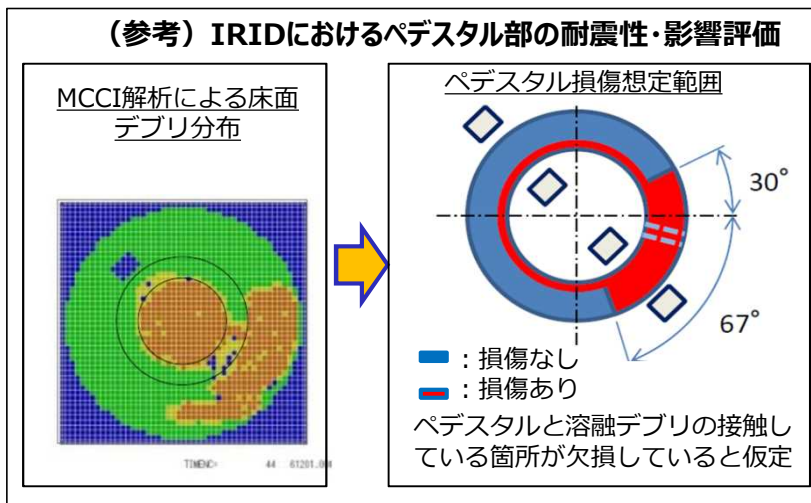 （参考）IRIDにおけるペデスタル部の耐震性・影響評価
MCCI解析による床面
デブリ分布
TIMENC=　44　61201.0
ペデスタル損傷想定範囲
30°
67°
：損傷なし
：損傷あり
ペデスタルと溶融デブリの接触し
ている箇所が欠損していると仮定